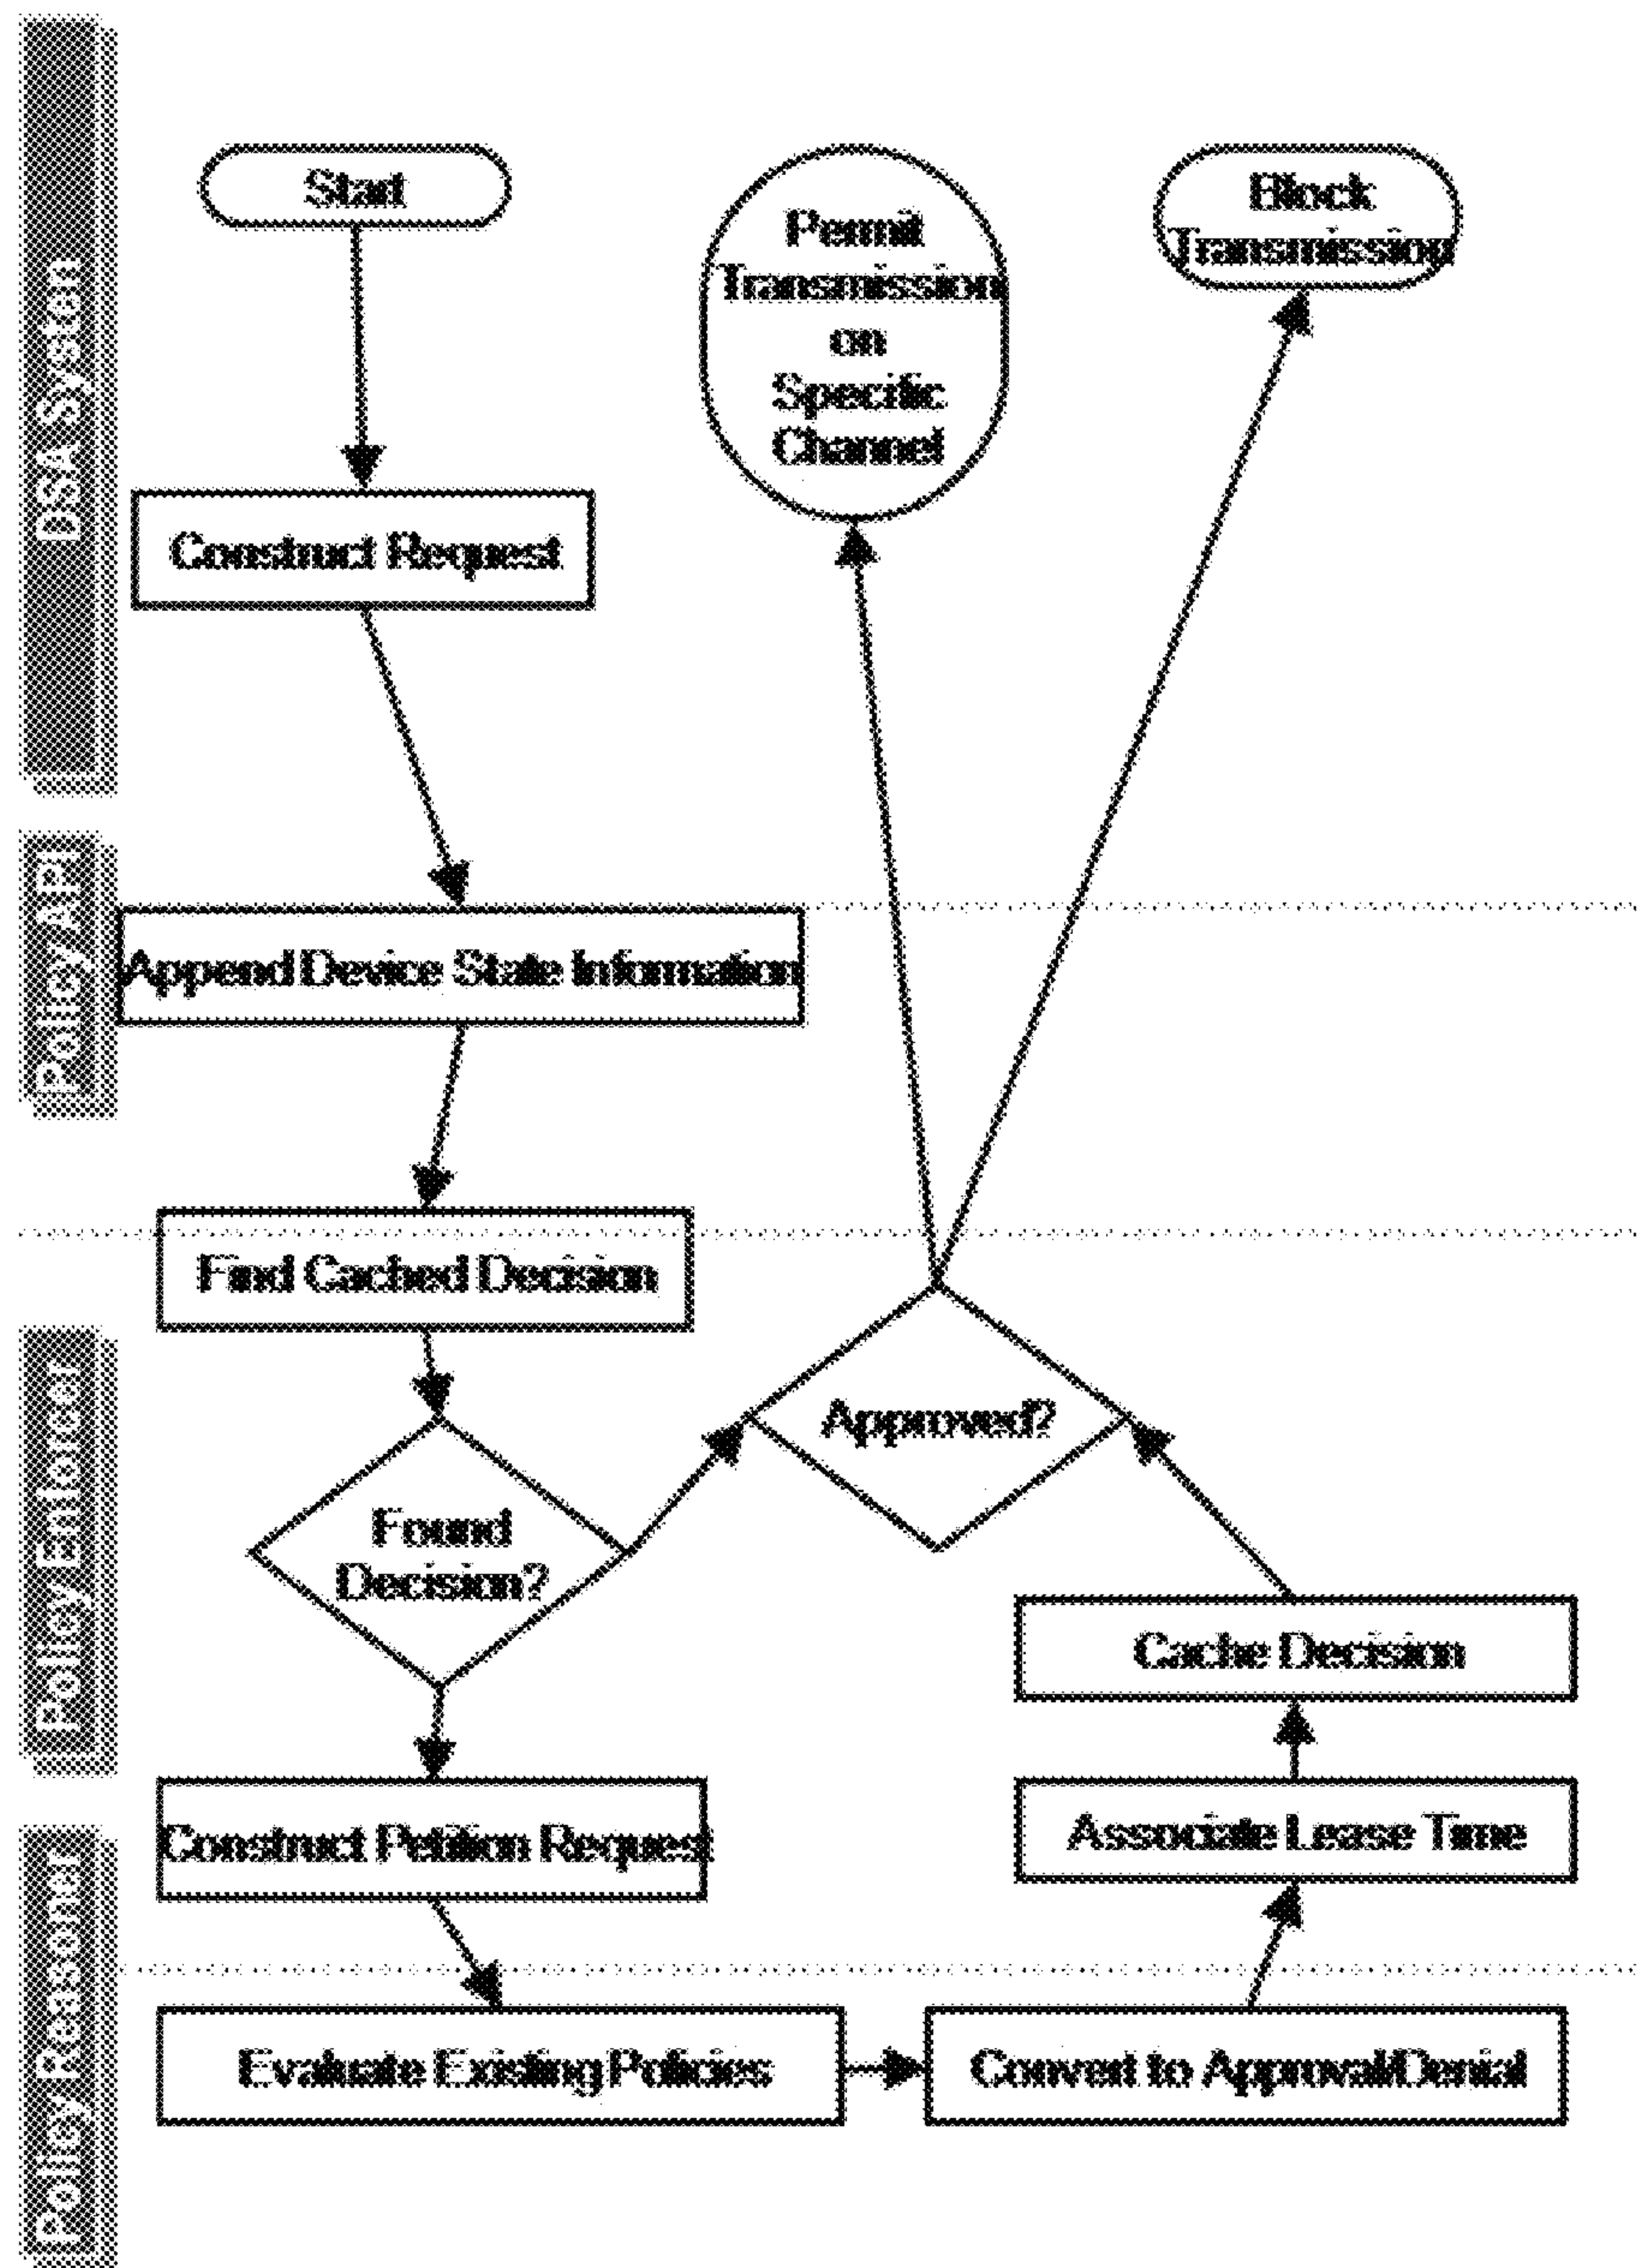 DSA System
Start
Permit
Transmission
on
Specific
Channel
Block
Transmission
Construct Request
Policy API
Append Device State Information
Find Cached Decision
Policy Enforcer
Approved?
Found
Decision?
Cache Decision
Construct Petition Request
Associate Lease Time
Policy Reasoner
Evaluate Existing Policies
Convert to Approval/Denial